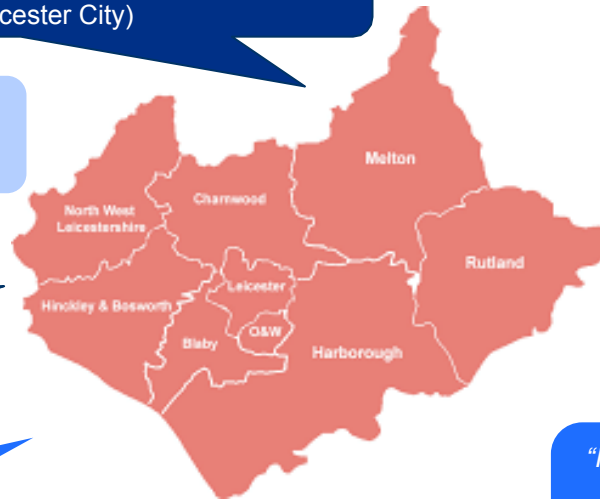 cester City)
Melton
Charnwood
North West
Leicestershire
Rutland
Leicester
Hinckley & Bosworth
O&W
Blaby
Harborough